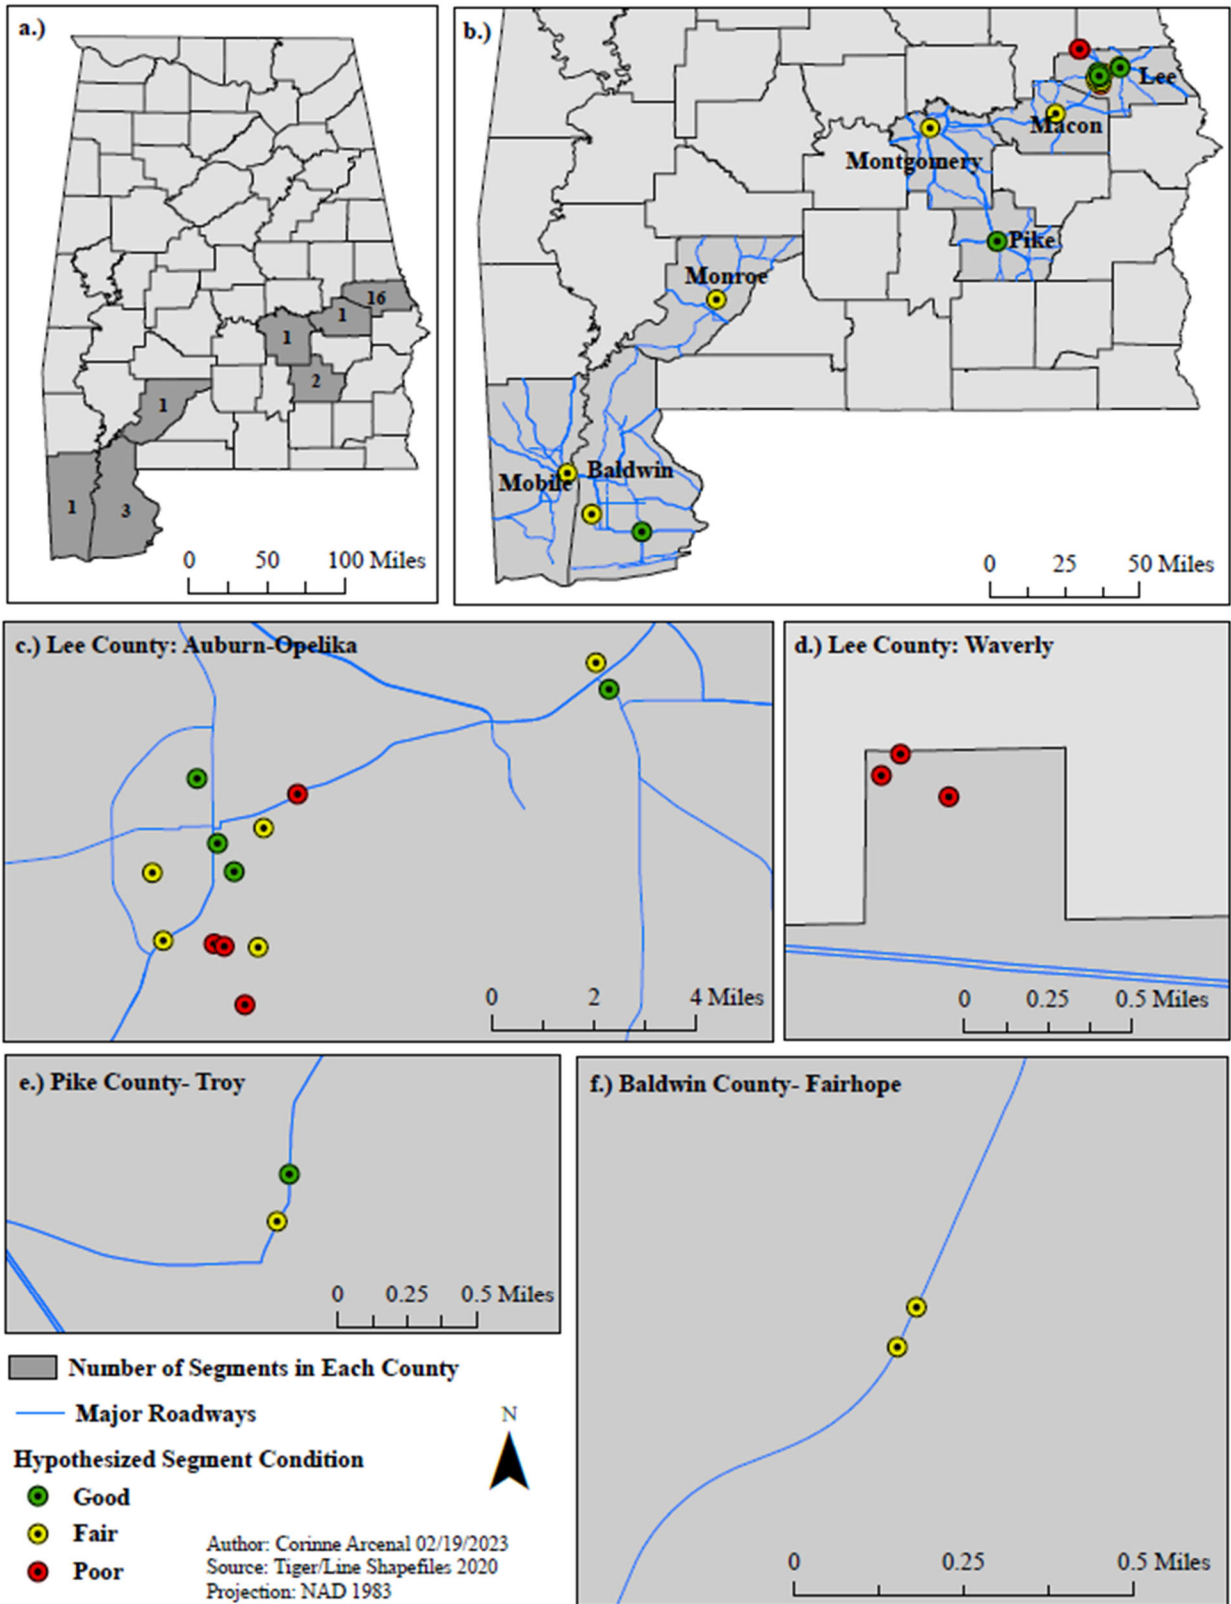 a.)
16
1
1
2
1
1
3
0 50 100 Miles
b.)
Lee
Macon
Montgomery
Pike
Monroe
Mobile
Baldwin
0 25 50 Miles
c.) Lee County: Auburn-Opelika
0 2 4 Miles
d.) Lee County: Waverly
0 0.25 0.5 Miles
e.) Pike County- Troy
0 0.25 0.5 Miles
f.) Baldwin County- Fairhope
0 0.25 0.5 Miles
Number of Segments in Each County
Major Roadways
N
Hypothesized Segment Condition
Good
Fair
Poor
Author: Corinne Arcenal 02/19/2023
Source: Tiger/Line Shapefiles 2020
Projection: NAD 1983